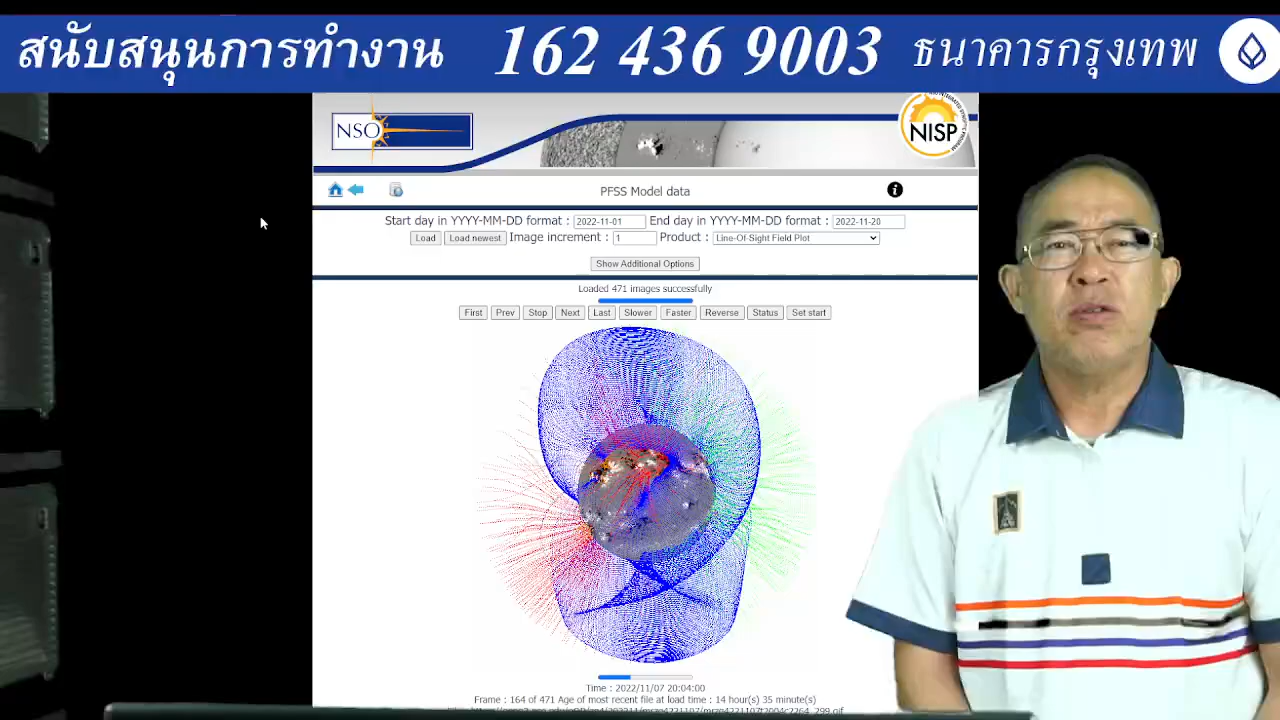 สนับสนุนการทำงาน 162 436 9003 ธนาคารกรุงเทพ
NSO
NISP
PFSS Model data
Start day in YYYY-MM-DD format : 2022-11-01 End day in YYYY-MM-DD format : 2022-11-20
Load Load newest Image increment : 1 Product : Line-Of-Sight Field Plot
Show Additional Options
Loaded 471 images successfully
First Prev Stop Next Last Slower Faster Reverse Status Set start
Time : 2022/11/07 20:04:00
Frame : 164 of 471 Age of most recent file at load time : 14 hour(s) 35 minute(s)